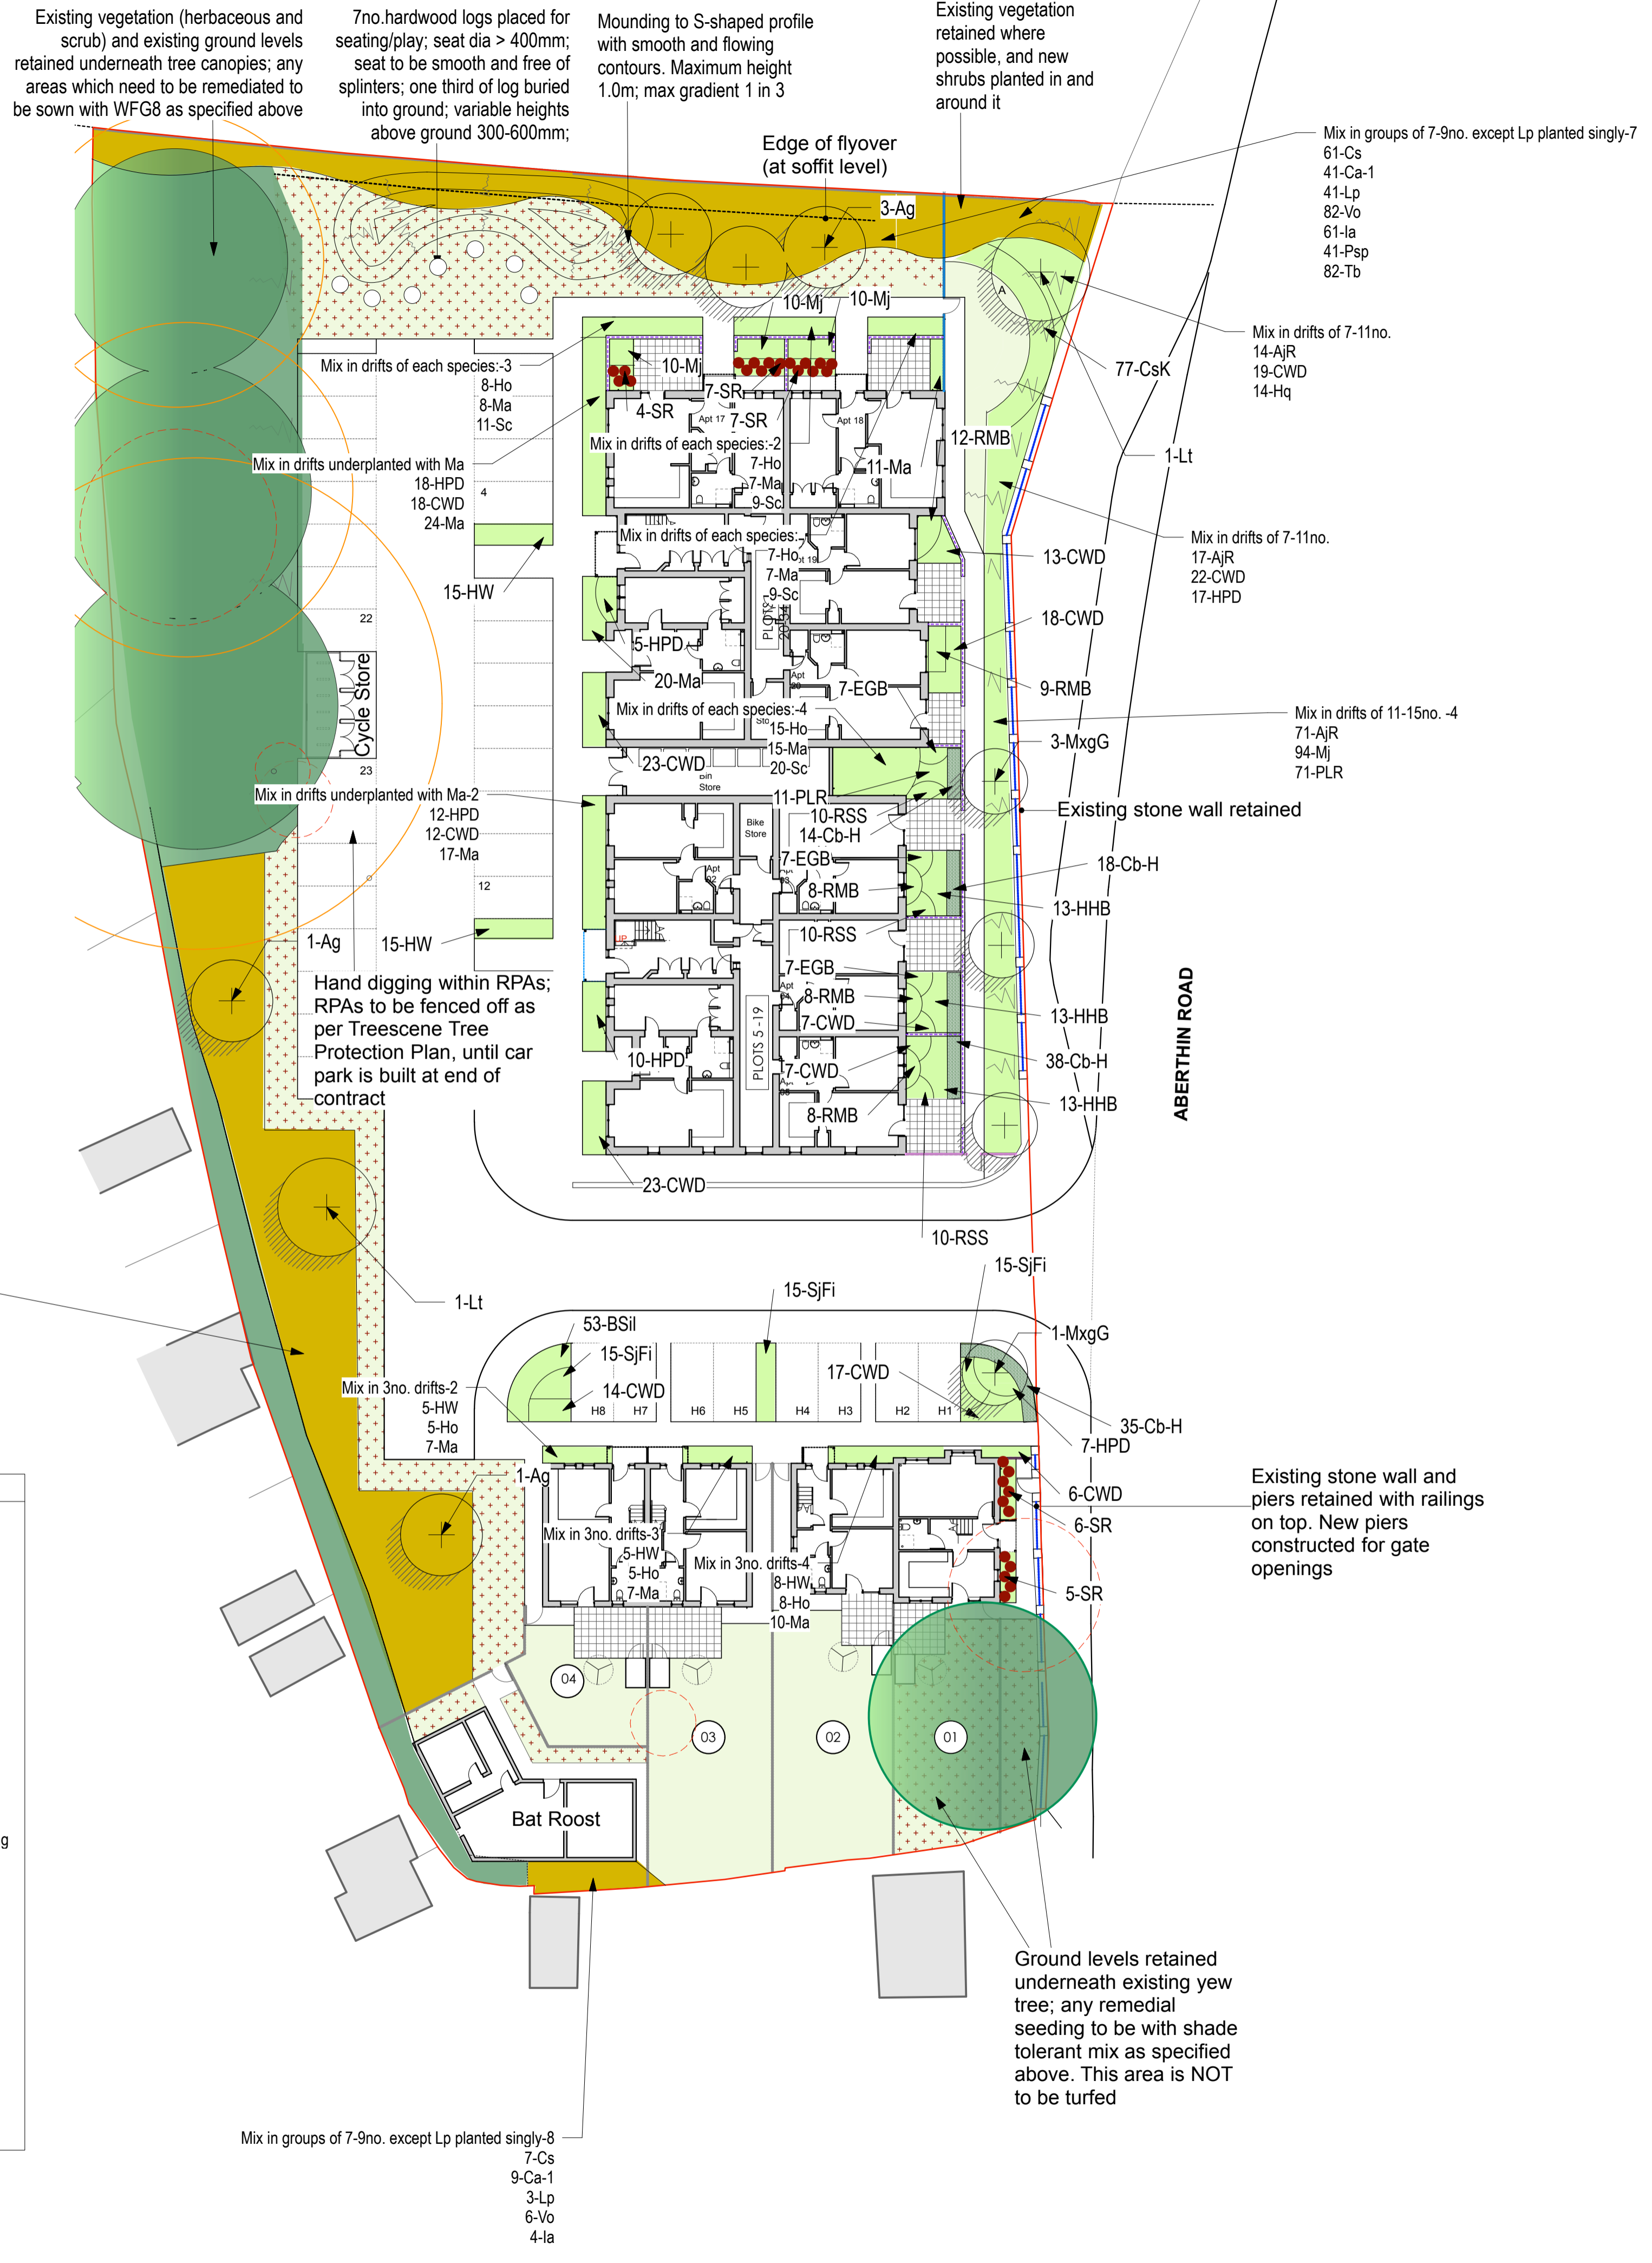 Existing vegetation (herbaceous and
scrub) and existing ground levels
retained underneath tree canopies; any
areas which need to be remediated to
be sown with WFG8 as specified above
7no.hardwood logs placed for
seating/play; seat dia > 400mm;
seat to be smooth and free of
splinters; one third of log buried
into ground; variable heights
above ground 300-600mm;
Mounding to S-shaped profile
with smooth and flowing
contours. Maximum height
1.0m; max gradient 1 in 3
Existing vegetation
retained where
possible, and new
shrubs planted in and
around it
Edge of flyover
(at soffit level)
Mix in groups of 7-9no. except Lp planted singly-7
61-Cs
41-Ca-1
41-Lp
82-Vo
61-Ia
41-Psp
82-Tb
3-Ag
A
10-Mj
10-Mj
Mix in drifts of 7-11no.
14-AjR
19-CWD
14-Hq
77-CsK
Mix in drifts of each species:-3
8-Ho
8-Ma
11-Sc
10-Mj
7-SR
4-SR
7-SR
Apt 17
Apt 18
12-RMB
1-Lt
Mix in drifts of each species:-2
7-Ho
7-Ma
9-Sc
11-Ma
Mix in drifts underplanted with Ma
18-HPD
18-CWD
24-Ma
4
Mix in drifts of each species:-
7-Ho
7-Ma
9-Sc
Mix in drifts of 7-11no.
17-AjR
22-CWD
17-HPD
13-CWD
15-HW
22
18-CWD
PLOTS
5-HPD
20-Ma
Apt
20
7-EGB
9-RMB
Cycle Store
Mix in drifts of each species:-4
15-Ho
15-Ma
20-Sc
Mix in drifts of 11-15no. -4
71-AjR
94-Mj
71-PLR
3-MxgG
23
23-CWD
Bin
Store
Mix in drifts underplanted with Ma-2
12-HPD
12-CWD
17-Ma
11-PLR
10-RSS
14-Cb-H
Existing stone wall retained
Bike
Store
7-EGB
18-Cb-H
12
Apt
02
8-RMB
13-HHB
10-RSS
1-Ag
15-HW
Hand digging within RPAs;
RPAs to be fenced off as
per Treescene Tree
Protection Plan, until car
park is built at end of
contract
7-EGB
8-RMB
7-CWD
13-HHB
PLOTS 5 -19
10-HPD
38-Cb-H
7-CWD
13-HHB
8-RMB
ABERTHIN ROAD
23-CWD
10-RSS
15-SjFi
15-SjFi
1-Lt
53-BSil
15-SjFi
14-CWD
1-MxgG
17-CWD
Mix in 3no. drifts-2
5-HW
5-Ho
7-Ma
H8
H7
H6
H5
H4
H3
H2
H1
35-Cb-H
7-HPD
1-Ag
6-CWD
6-SR
Existing stone wall and
piers retained with railings
on top. New piers
constructed for gate
openings
Mix in 3no. drifts-3
5-HW
5-Ho
7-Ma
Mix in 3no. drifts-4
8-HW
8-Ho
10-Ma
5-SR
04
03
02
01
Bat Roost
g
Ground levels retained
underneath existing yew
tree; any remedial
seeding to be with shade
tolerant mix as specified
above. This area is NOT
to be turfed
Mix in groups of 7-9no. except Lp planted singly-8
7-Cs
9-Ca-1
3-Lp
6-Vo
4-Ia